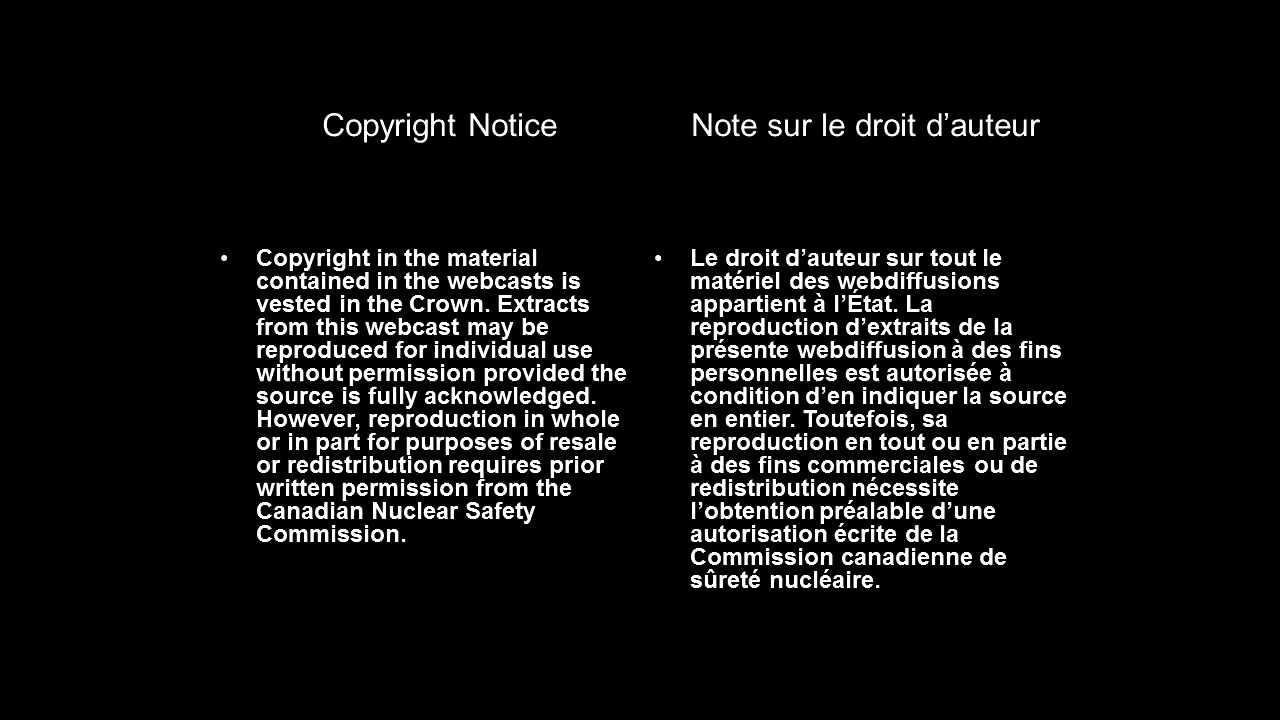 Copyright Notice
• Copyright in the material
contained in the webcasts is
vested in the Crown. Extracts
from this webcast may be
reproduced for individual use
without permission provided the
source is fully acknowledged.
However, reproduction in whole
or in part for purposes of resale
or redistribution requires prior
written permission from the
Canadian Nuclear Safety
Commission.
Note sur le droit d’auteur
• Le droit d’auteur sur tout le
matériel des webdiffusions
appartient à l’État. La
reproduction d’extraits de la
présente webdiffusion à des fins
personnelles est autorisée à
condition d’en indiquer la source
en entier. Toutefois, sa
reproduction en tout ou en partie
à des fins commerciales ou de
redistribution nécessite
l’obtention préalable d’une
autorisation écrite de la
Commission canadienne de
sûreté nucléaire.